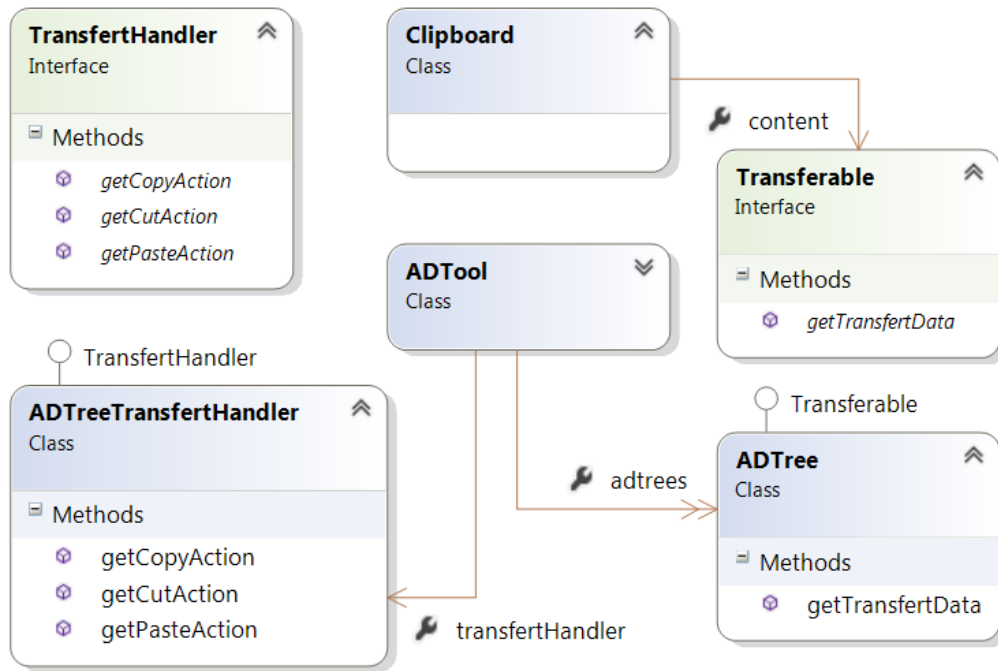 TransfertHandler
Interface
Methods
getCopyAction
getCutAction
getPasteAction
Clipboard
Class
content
Transferable
Interface
Methods
getTransfertData
ADTool
Class
TransfertHandler
ADTreeTransfertHandler
Class
Methods
getCopyAction
getCutAction
getPasteAction
transfertHandler
adtrees
Transferable
ADTree
Class
Methods
getTransfertData